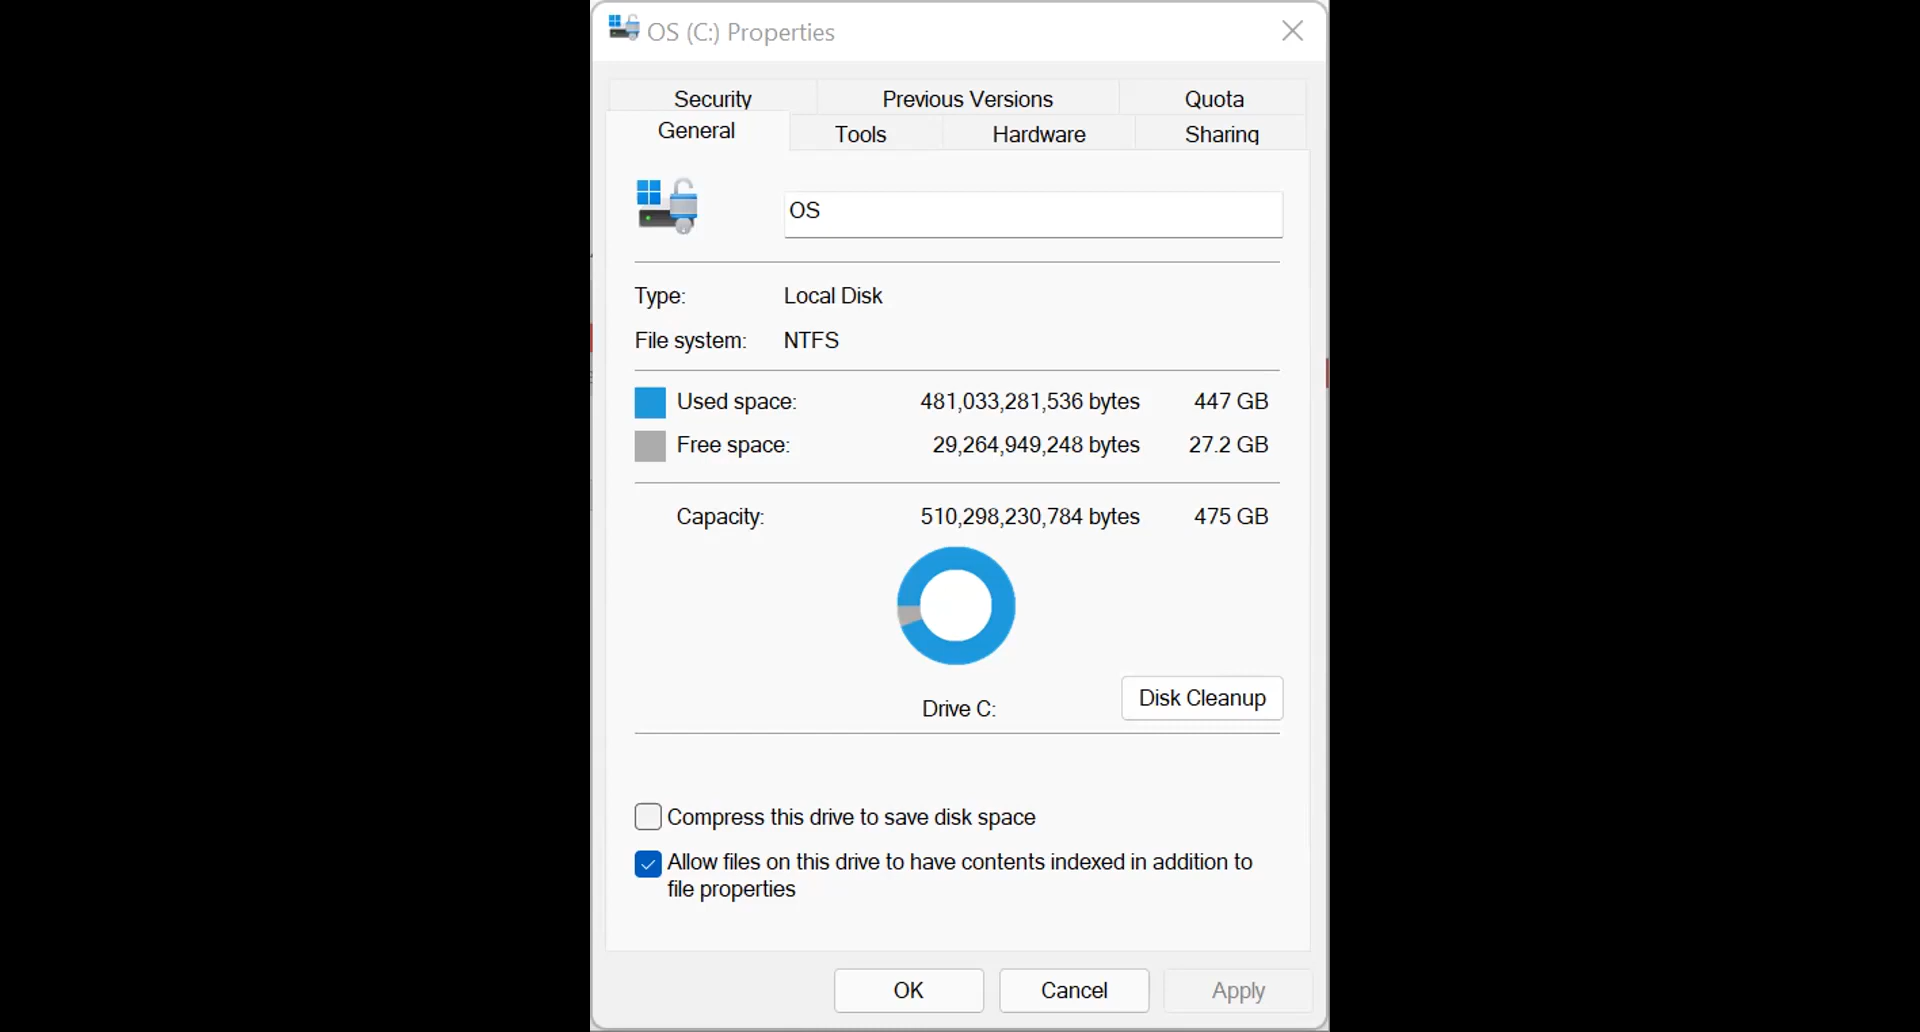 OS (C:) Properties
Security Previous Versions Quota
General Tools Hardware Sharing
OS
Type: Local Disk
File system: NTFS
Used space: 481,033,281,536 bytes 447 GB
Free space: 29,264,949,248 bytes 27.2 GB
Capacity: 510,298,230,784 bytes 475 GB
Drive C:
Disk Cleanup
Compress this drive to save disk space
Allow files on this drive to have contents indexed in addition to
file properties
OK Cancel Apply